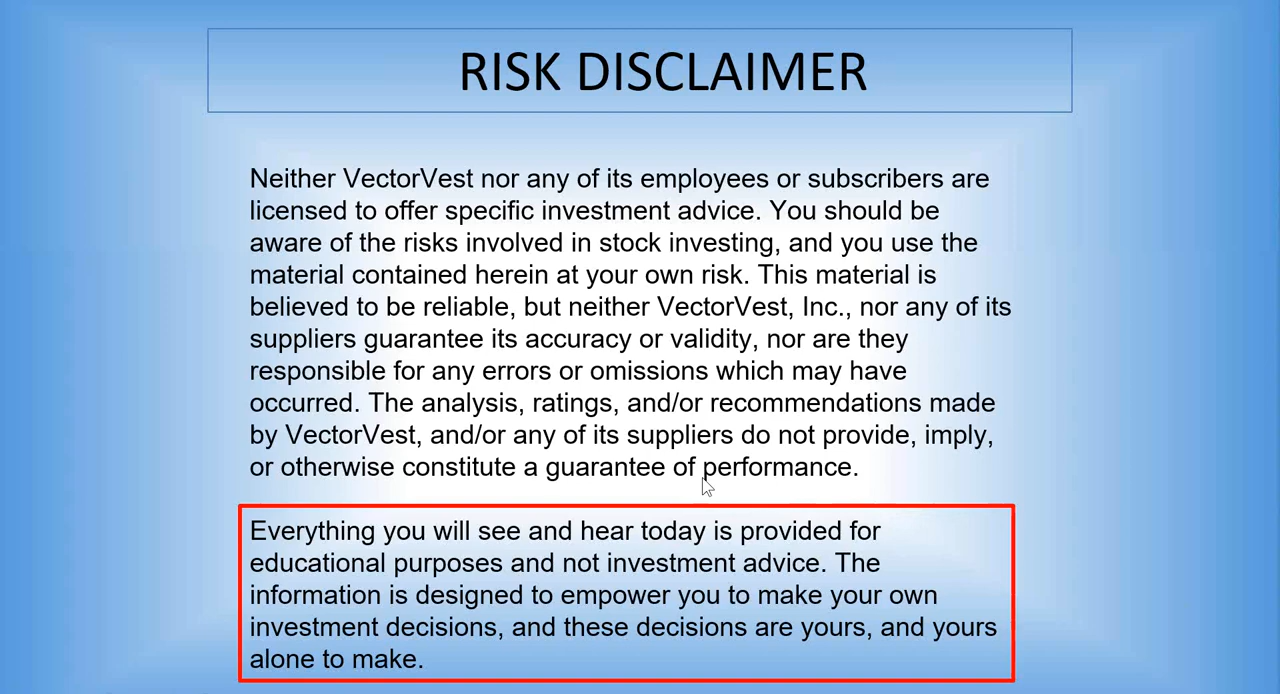 RISK DISCLAIMER
Neither VectorVest nor any of its employees or subscribers are
licensed to offer specific investment advice. You should be
aware of the risks involved in stock investing, and you use the
material contained herein at your own risk. This material is
believed to be reliable, but neither VectorVest, Inc., nor any of its
suppliers guarantee its accuracy or validity, nor are they
responsible for any errors or omissions which may have
occurred. The analysis, ratings, and/or recommendations made
by VectorVest, and/or any of its suppliers do not provide, imply,
or otherwise constitute a guarantee of performance.
Everything you will see and hear today is provided for
educational purposes and not investment advice. The
information is designed to empower you to make your own
investment decisions, and these decisions are yours, and yours
alone to make.